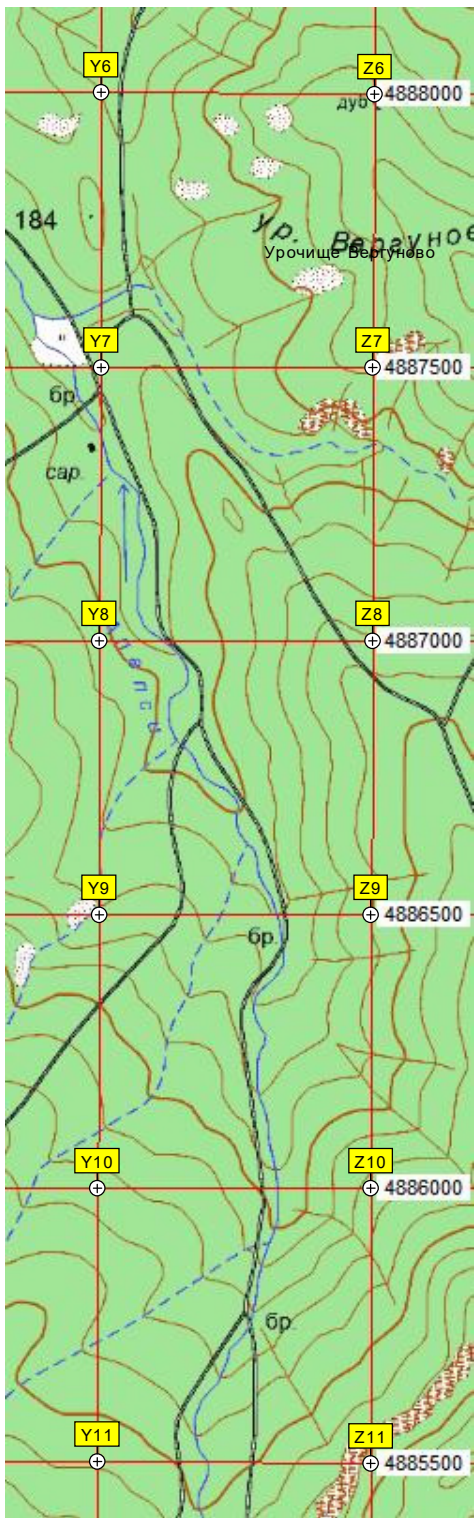 Y6
Z6
4888000
дуб
184
ур. Вергуное
Урочище Вергуново
Y7
Z7
4887500
бр.
сар.
Y8
Z8
4887000
Y9
Z9
4886500
бр.
Y10
Z10
4886000
бр.
Y11
Z11
4885500